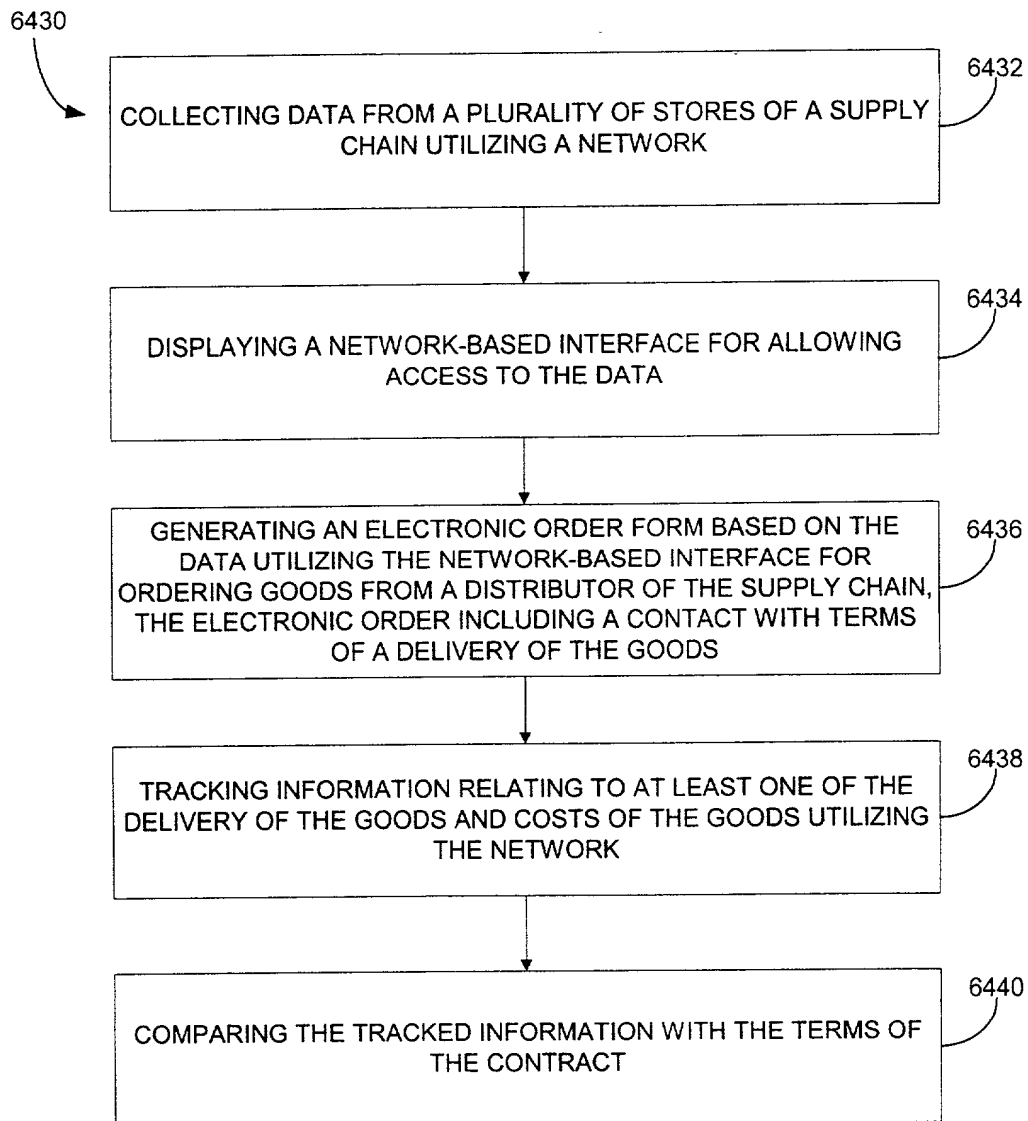 6430
6432
COLLECTING DATA FROM A PLURALITY OF STORES OF A SUPPLY
CHAIN UTILIZING A NETWORK
6434
DISPLAYING A NETWORK-BASED INTERFACE FOR ALLOWING
ACCESS TO THE DATA
6436
GENERATING AN ELECTRONIC ORDER FORM BASED ON THE
DATA UTILIZING THE NETWORK-BASED INTERFACE FOR
ORDERING GOODS FROM A DISTRIBUTOR OF THE SUPPLY CHAIN,
THE ELECTRONIC ORDER INCLUDING A CONTACT WITH TERMS
OF A DELIVERY OF THE GOODS
6438
TRACKING INFORMATION RELATING TO AT LEAST ONE OF THE
DELIVERY OF THE GOODS AND COSTS OF THE GOODS UTILIZING
THE NETWORK
6440
COMPARING THE TRACKED INFORMATION WITH THE TERMS OF
THE CONTRACT